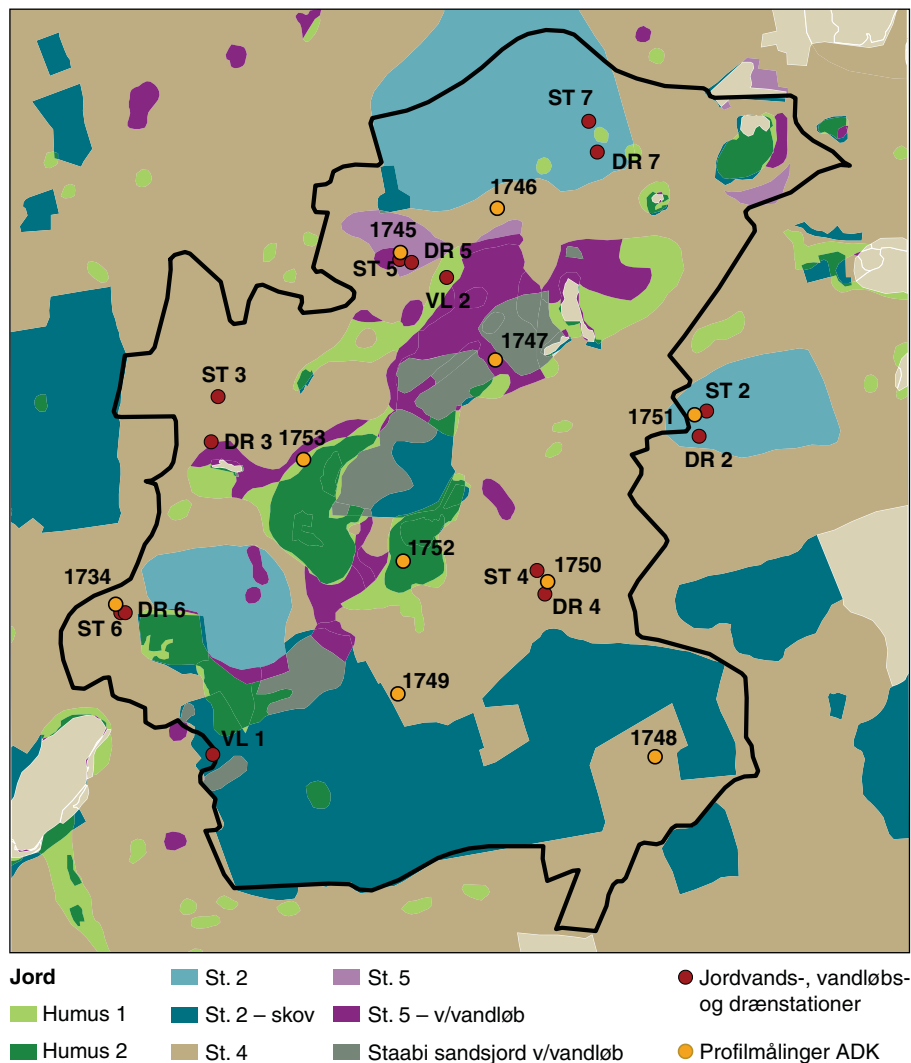 ST 7
DR 7
1746
1745
DR 5
ST 5
VL 2
1747
ST 3
ST 2
1751
DR 3
1753
DR 2
1752
1734
ST 4
1750
DR 6
DR 4
ST 6
1749
VL 1
1748
Jord
Humus 1
Humus 2
St. 2
St. 2 – skov
St. 4
St. 5
St. 5 – v/vandløb
Staabi sandsjord v/vandløb
Jordvands-, vandløbs-
og drænstationer
Profilmålinger ADK